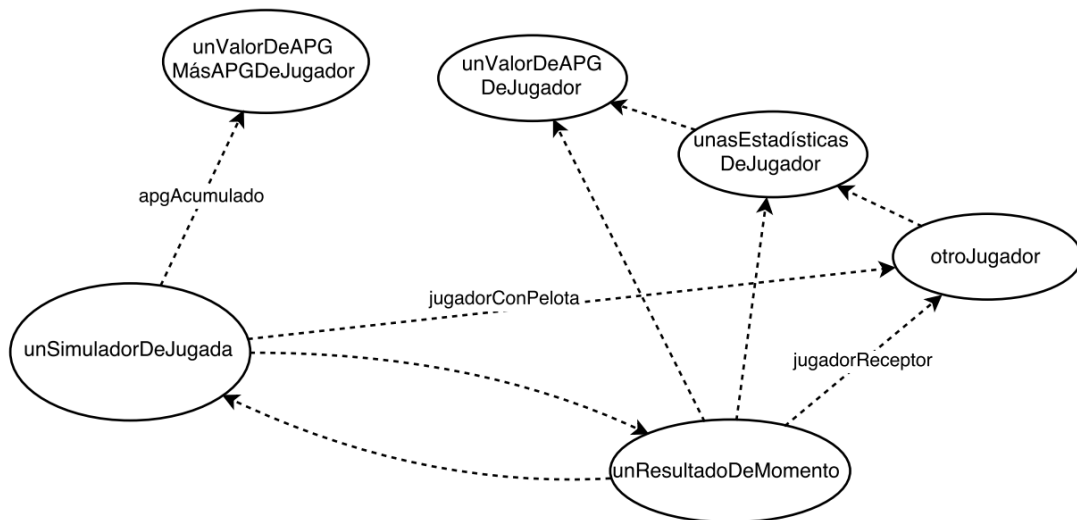 unValorDeAPG
MásAPGDeJugador
unValorDeAPG
DeJugador
unasEstadísticas
DeJugador
apgAcumulado
otroJugador
jugadorConPelota
unSimuladorDeJugada
jugadorReceptor
unResultadoDeMomento